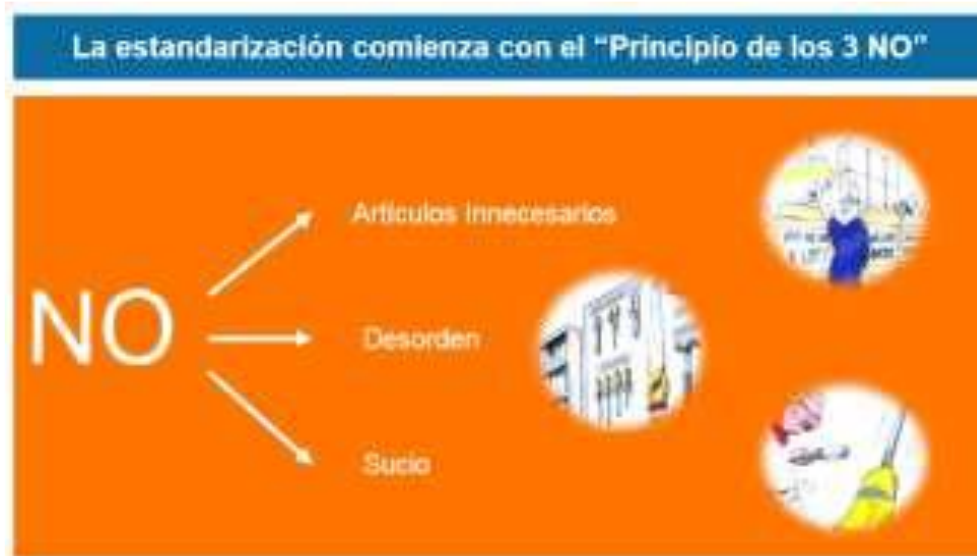 La estandarización comienza con el “Principio de los 3 NO”
Artículos Innecesarios
NO
Desorden
Sucio